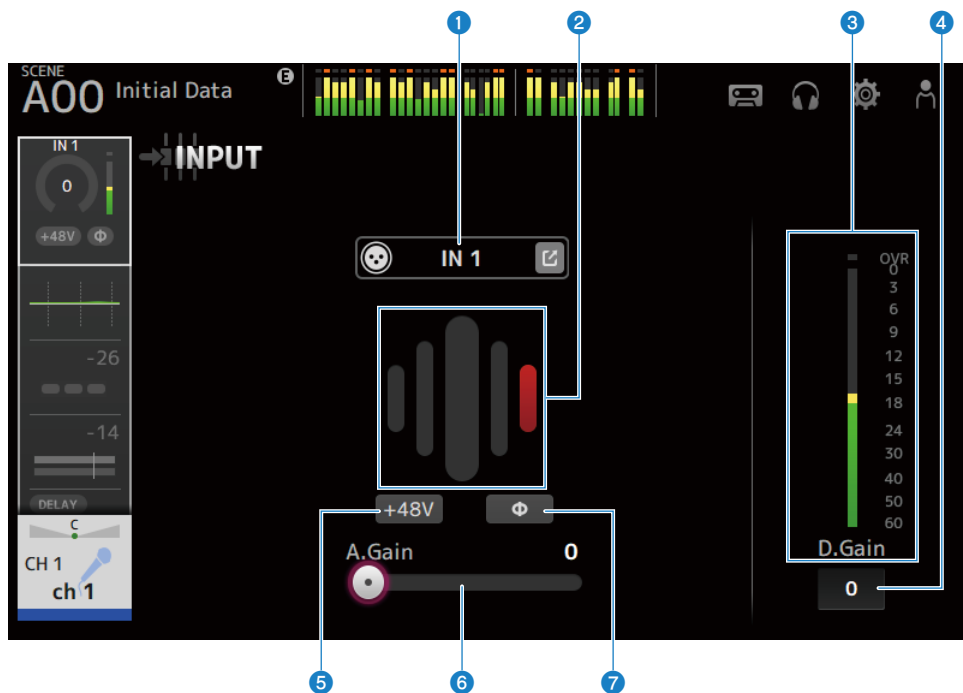 1 2 3 4
SCENE
A00 Initial Data E
IN 1
0
+48V Φ
-26
-14
DELAY
C
CH 1
ch 1
INPUT
IN 1
+48V Φ
A.Gain 0
OVR
0
3
6
9
12
15
18
24
30
40
50
60
D.Gain
0
5 6 7